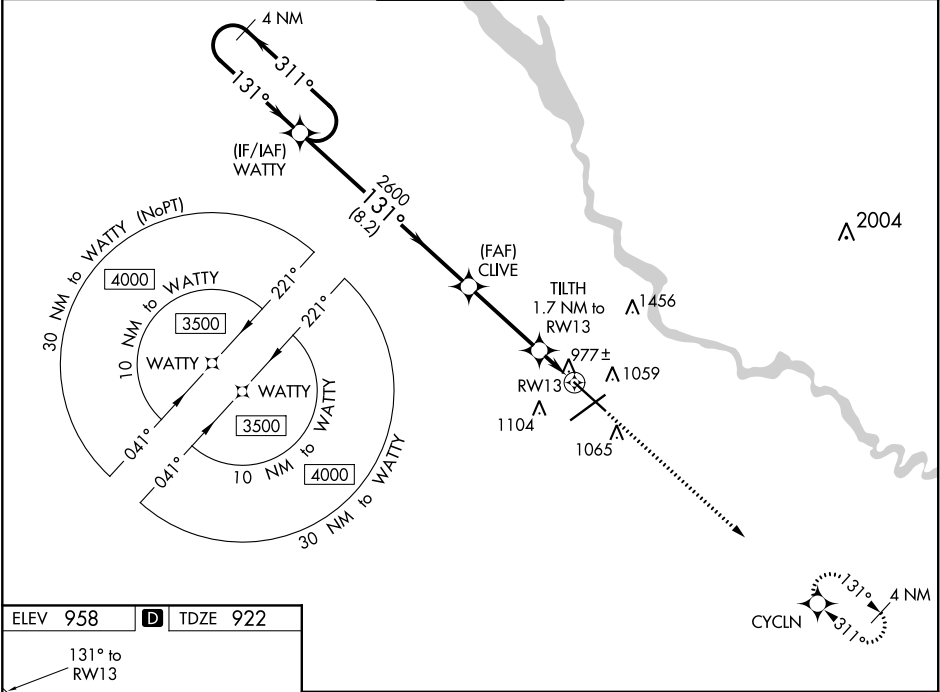 4 NM
311°
131°
(IF/IAF)
WATTY
2600
131°
(8.2)
(FAF)
CLIVE
TILTH
1.7 NM to
RW13
2004
1456
977±
1059
RW13
1104
1065
30 NM to WATTY (NoPT)
4000
10 NM to WATTY
3500
221°
WATTY
041°
221°
WATTY
3500
041°
10 NM to WATTY
4000
30 NM to WATTY
131°
4 NM
CYCLN
311°
ELEV 958 D TDZE 922
131° to
RW13